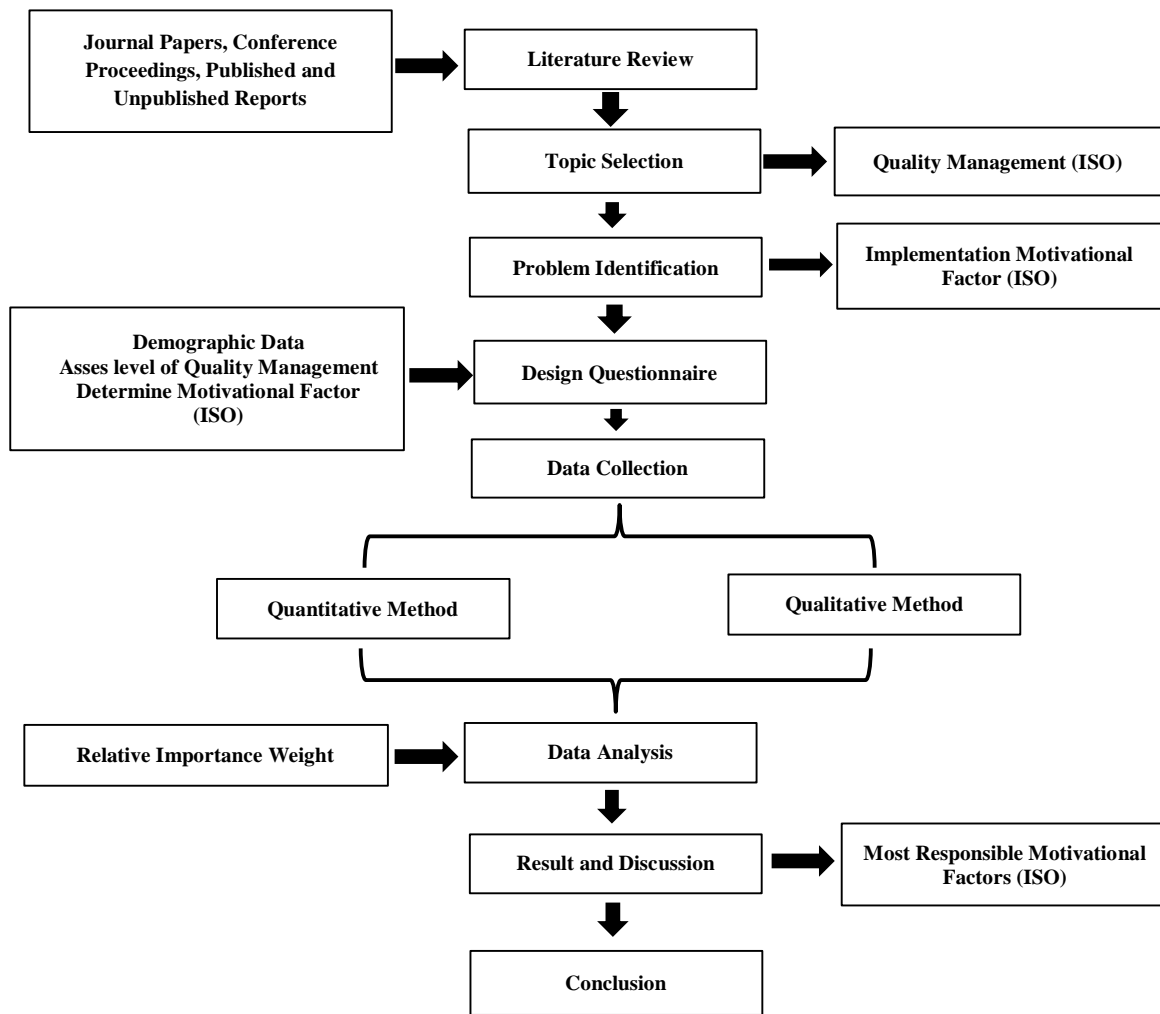 Journal Papers, Conference
Proceedings, Published and
Unpublished Reports
Literature Review
Topic Selection
Quality Management (ISO)
Problem Identification
Implementation Motivational
Factor (ISO)
Demographic Data
Asses level of Quality Management
Determine Motivational Factor
(ISO)
Design Questionnaire
Data Collection
Quantitative Method
Qualitative Method
Relative Importance Weight
Data Analysis
Result and Discussion
Most Responsible Motivational
Factors (ISO)
Conclusion